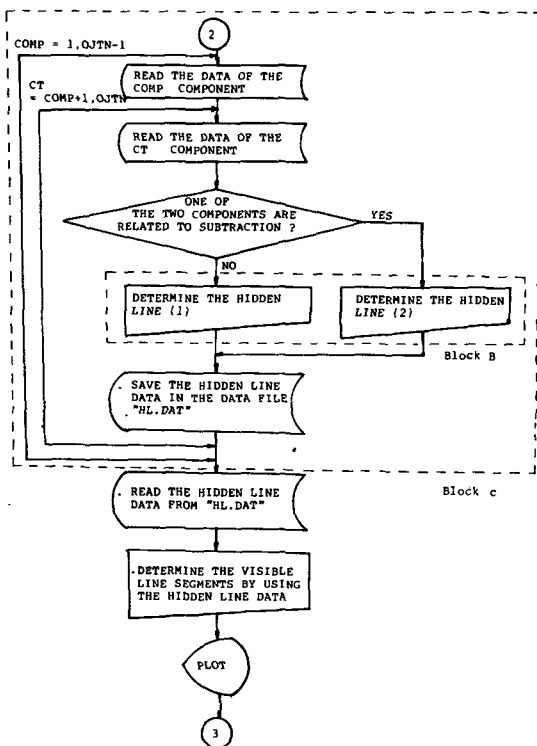 2
COMP = 1,OJTN-1
READ THE DATA OF THE
COMP COMPONENT
CT
= COMP+1,OJTN
READ THE DATA OF THE
CT COMPONENT
ONE OF
THE TWO COMPONENTS ARE
RELATED TO SUBTRACTION ?
YES
NO
DETERMINE THE HIDDEN
LINE (1)
DETERMINE THE HIDDEN
LINE (2)
Block B
SAVE THE HIDDEN LINE
DATA IN THE DATA FILE
"HL.DAT"
Block c
READ THE HIDDEN LINE
DATA FROM "HL.DAT"
DETERMINE THE VISIBLE
LINE SEGMENTS BY USING
THE HIDDEN LINE DATA
PLOT
3